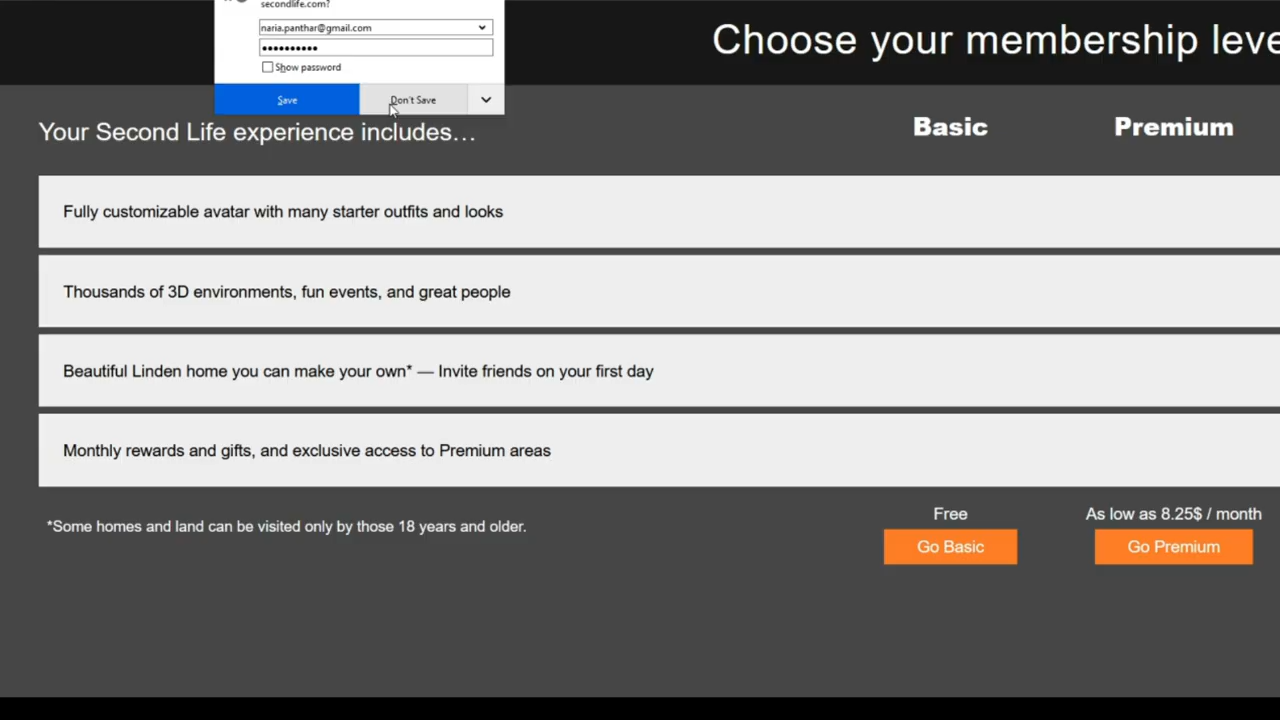 secondlife.com?
naria.panthar@gmail.com
••••••••••
Show password
Save
Don't Save
Choose your membership leve
Your Second Life experience includes…
Basic
Premium
Fully customizable avatar with many starter outfits and looks
Thousands of 3D environments, fun events, and great people
Beautiful Linden home you can make your own* — Invite friends on your first day
Monthly rewards and gifts, and exclusive access to Premium areas
*Some homes and land can be visited only by those 18 years and older.
Free
As low as 8.25$ / month
Go Basic
Go Premium